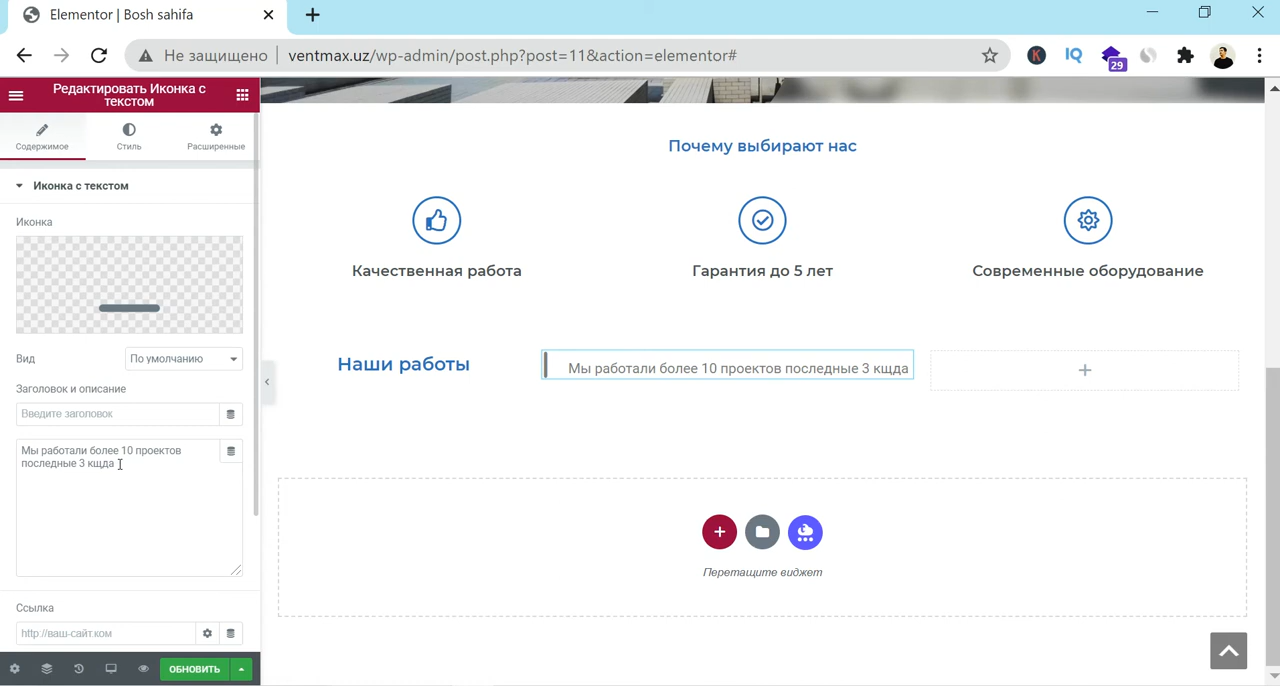 Elementor | Bosh sahifa
Не защищено
ventmax.uz/wp-admin/post.php?post=11&action=elementor#
K
IQ
29
Редактировать Иконка с
текстом
Содержимое
Стиль
Расширенные
Иконка с текстом
Иконка
Вид
По умолчанию
Заголовок и описание
Введите заголовок
Мы работали более 10 проектов
последные 3 кщда
Ссылка
http://ваш-сайт.ком
ОБНОВИТЬ
Почему выбирают нас
Качественная работа
Гарантия до 5 лет
Современные оборудование
Наши работы
Мы работали более 10 проектов последные 3 кщда
Перетащите виджет